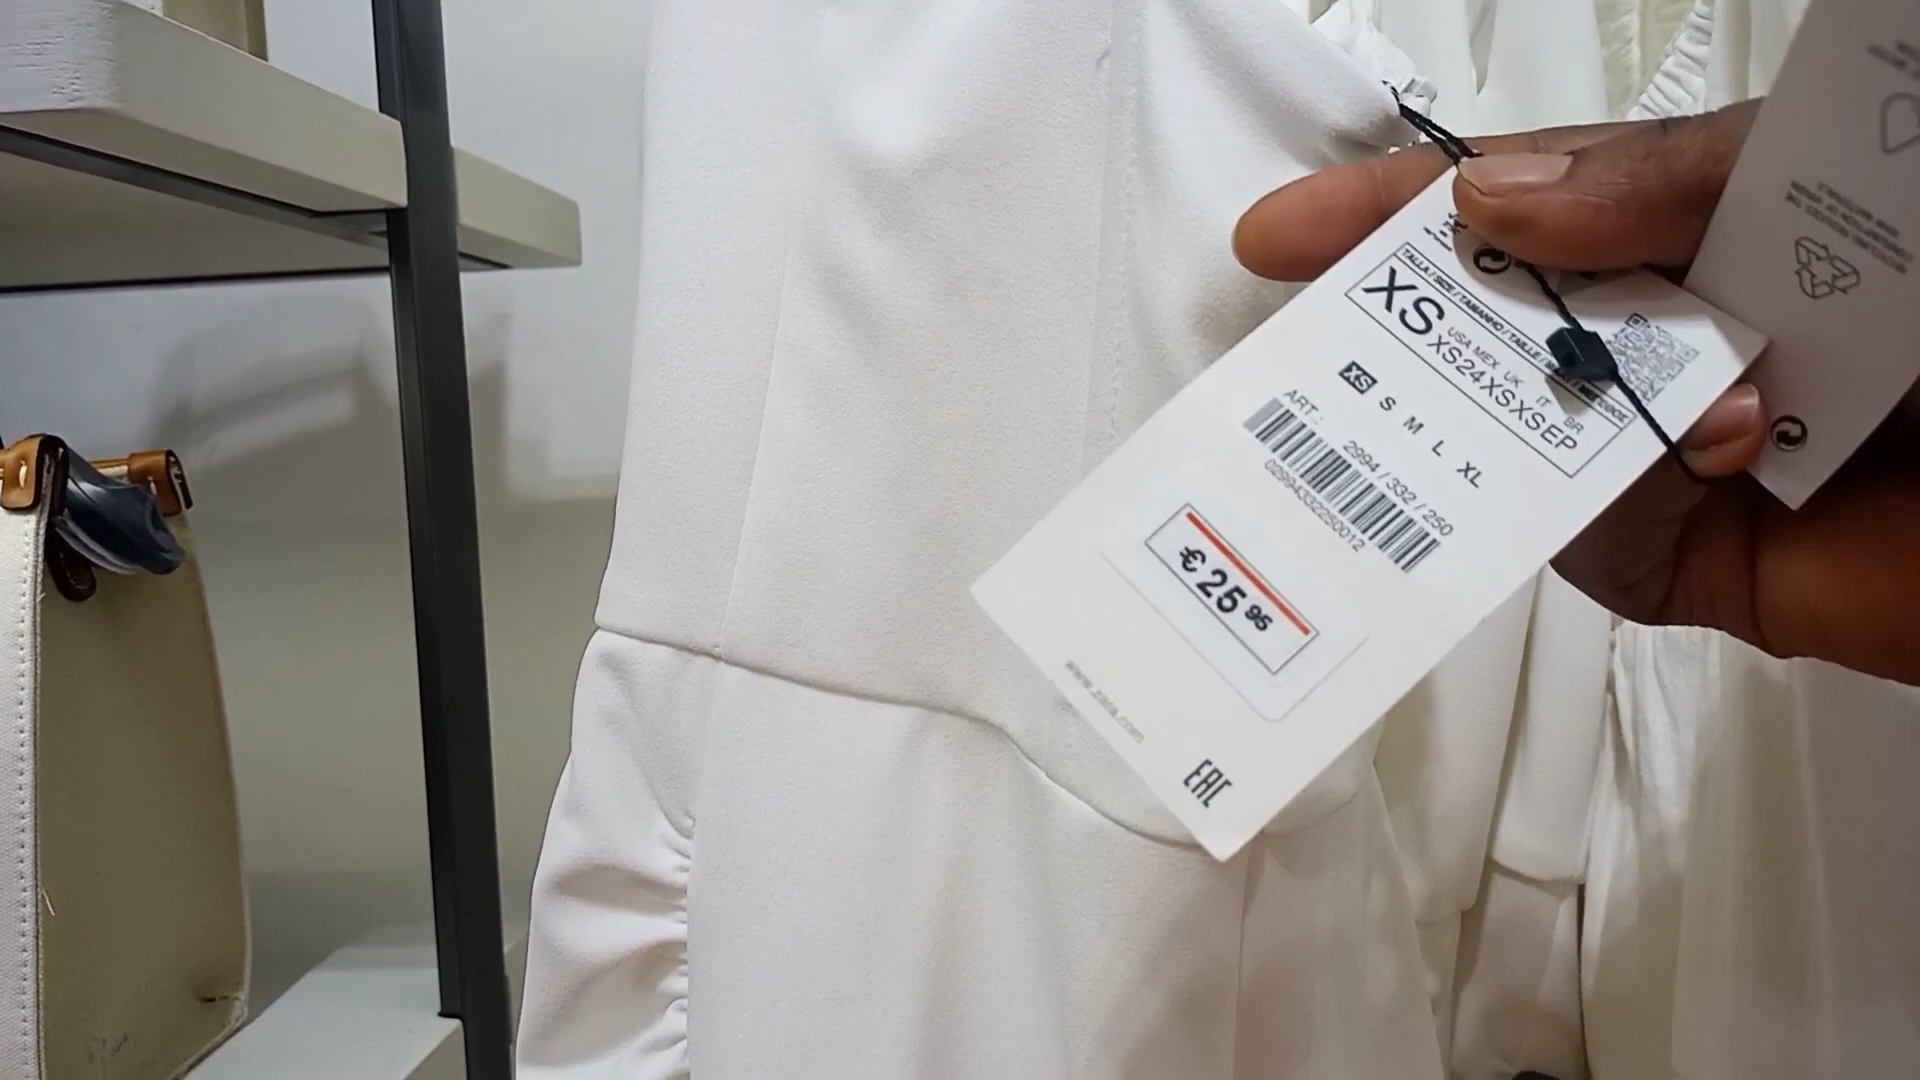 TALLA / SIZE / TAMANHO / TAILLE /
XS
USA MEX UK IT BR
XS 24 XS XS EP
XS S M L XL
ART.: 2994 / 332 / 250
02994332250012
€ 25 95
www.zara.com
EAC